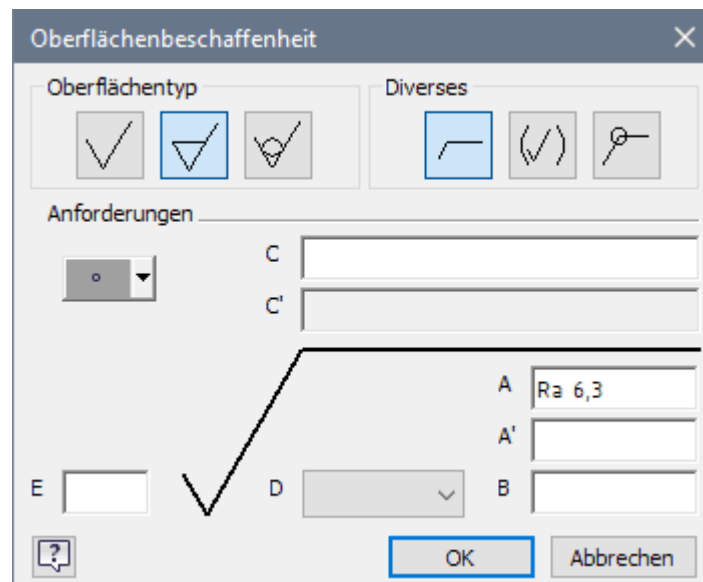 Oberflächenbeschaffenheit
Oberflächentyp
Diverses
Anforderungen
C
C'
A Ra 6,3
A'
E
D
B
OK
Abbrechen